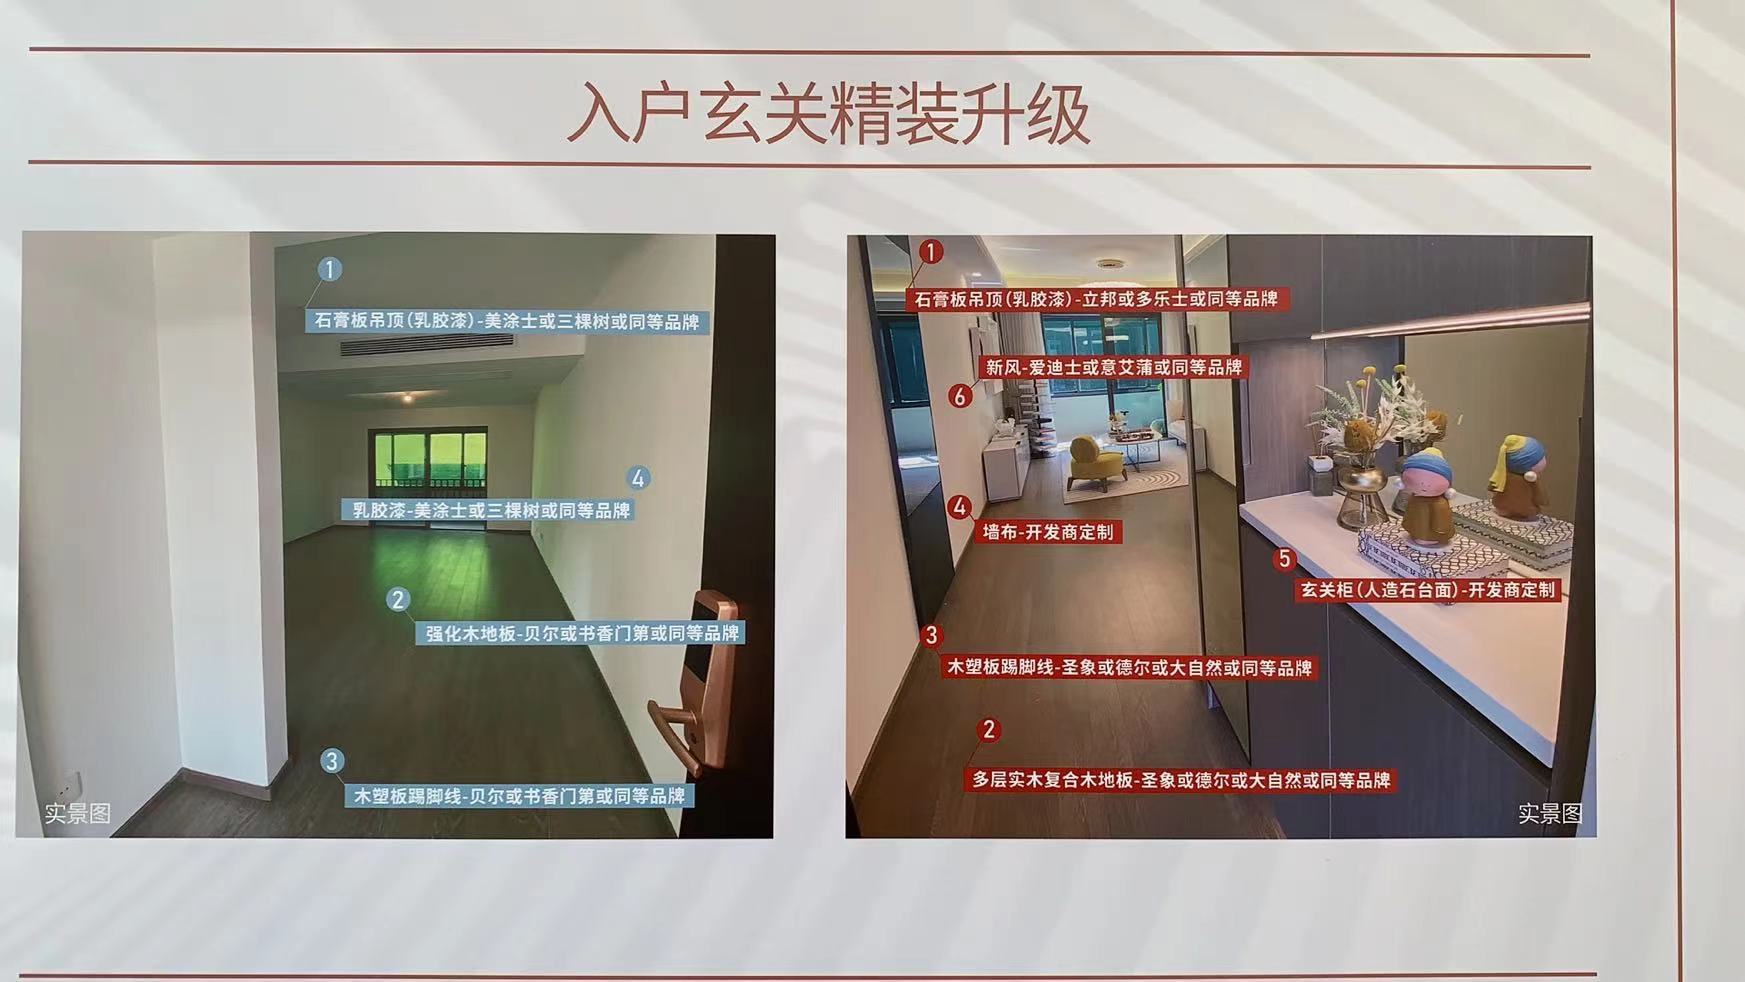 入户玄关精装升级
1
石膏板吊顶(乳胶漆)-美涂士或三棵树或同等品牌
4
乳胶漆-美涂士或三棵树或同等品牌
2
强化木地板-贝尔或书香门第或同等品牌
3
木塑板踢脚线-贝尔或书香门第或同等品牌
实景图
1
石膏板吊顶(乳胶漆)-立邦或多乐士或同等品牌
新风-爱迪士或意艾蒲或同等品牌
6
4
墙布-开发商定制
5
玄关柜(人造石台面)-开发商定制
3
木塑板踢脚线-圣象或德尔或大自然或同等品牌
2
多层实木复合木地板-圣象或德尔或大自然或同等品牌
实景图